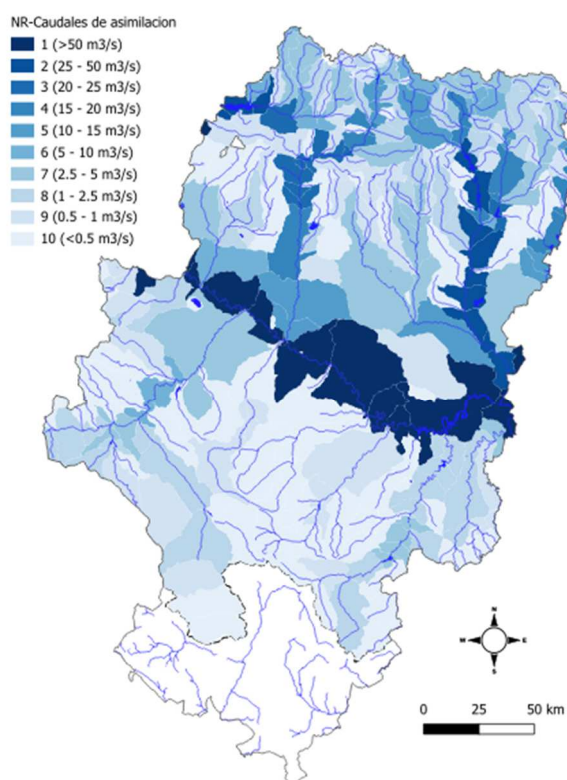 NR-Caudales de asimilacion
1 (>50 m3/s)
2 (25 - 50 m3/s)
3 (20 - 25 m3/s)
4 (15 - 20 m3/s)
5 (10 - 15 m3/s)
6 (5 - 10 m3/s)
7 (2.5 - 5 m3/s)
8 (1 - 2.5 m3/s)
9 (0.5 - 1 m3/s)
10 (<0.5 m3/s)
N
W E
S
0 25 50 km